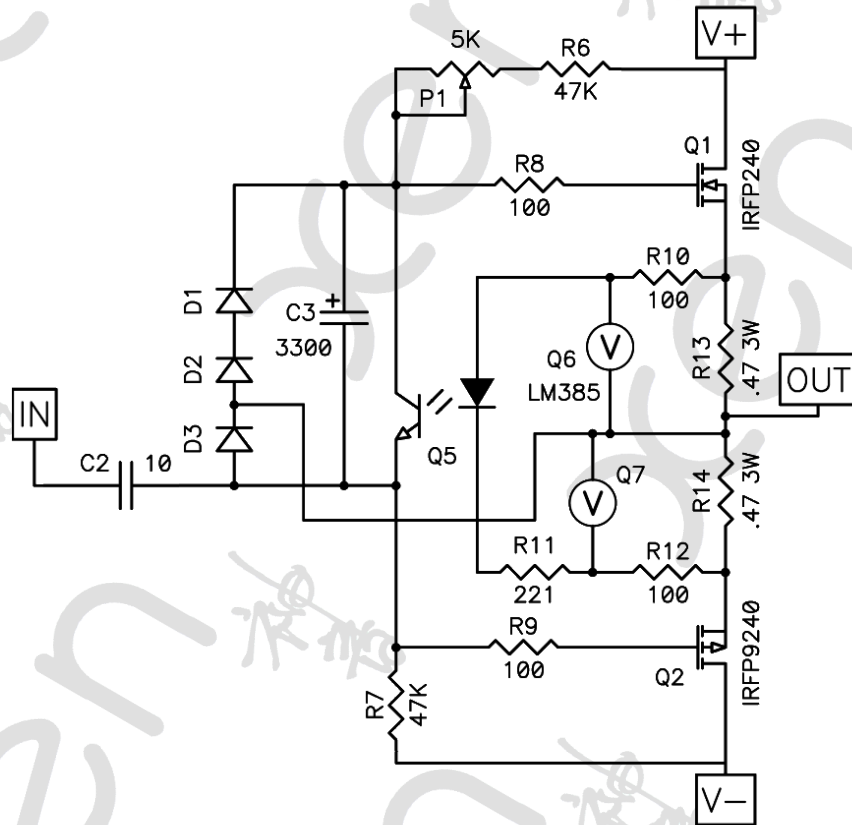 5K
R6
V+
P1
47K
Q1
R8
IRFP240
100
R10
D1
C3
+
100
3300
Q6
V
R13
D2
LM385
.47 3W
OUT
IN
D3
C2
10
Q5
Q7
V
R14
.47 3W
R11
R12
221
100
R9
IRFP9240
100
Q2
R7
47K
V-
xen